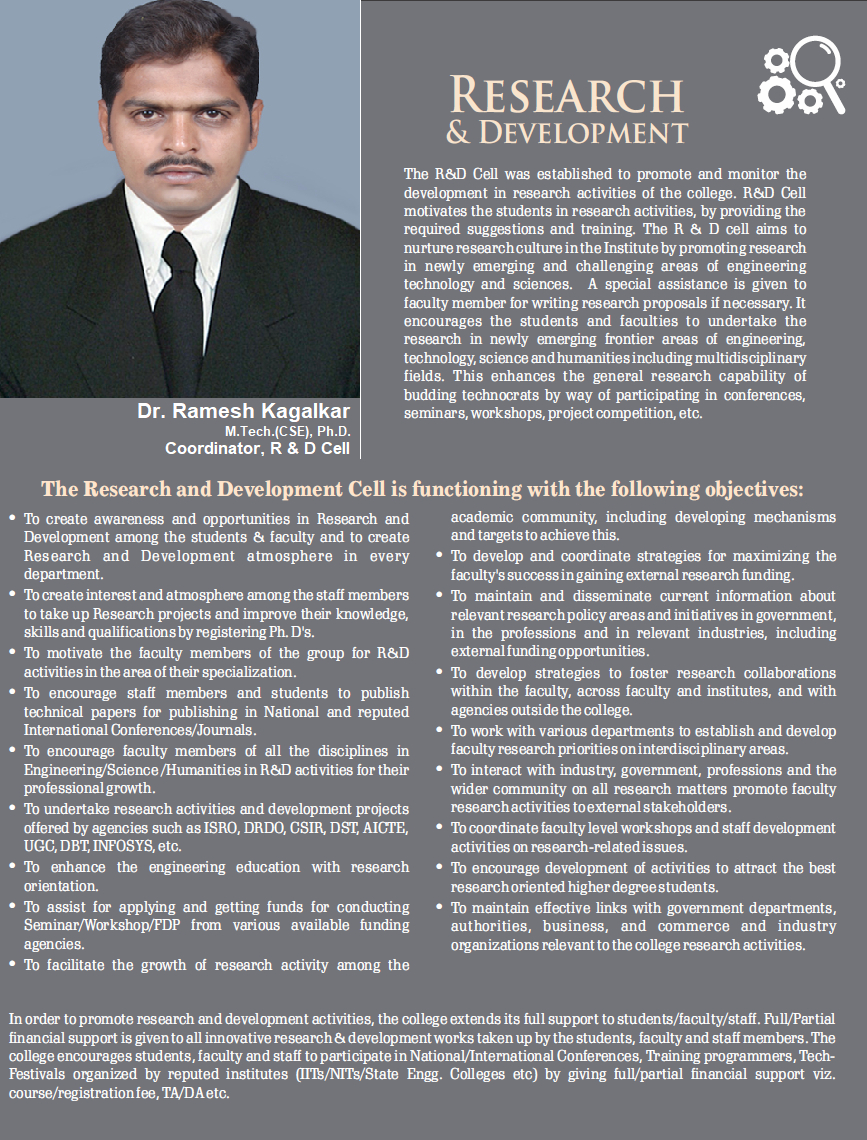 RESEARCH
& DEVELOPMENT
The R&D Cell was established to promote and monitor the
development in research activities of the college. R&D Cell
motivates the students in research activities, by providing the
required suggestions and training. The R & D cell aims to
nurture research culture in the Institute by promoting research
in newly emerging and challenging areas of engineering
technology and sciences. A special assistance is given to
faculty member for writing research proposals if necessary. It
encourages the students and faculties to undertake the
research in newly emerging frontier areas of engineering,
technology, science and humanities including multidisciplinary
fields. This enhances the general research capability of
budding technocrats by way of participating in conferences,
seminars, workshops, project competition, etc.
Dr. Ramesh Kagalkar
M.Tech.(CSE), Ph.D.
Coordinator, R & D Cell
The Research and Development Cell is functioning with the following objectives:
• To create awareness and opportunities in Research and
Development among the students & faculty and to create
Research and Development atmosphere in every
department.
• To create interest and atmosphere among the staff members
to take up Research projects and improve their knowledge,
skills and qualifications by registering Ph. D's.
• To motivate the faculty members of the group for R&D
activities in the area of their specialization.
• To encourage staff members and students to publish
technical papers for publishing in National and reputed
International Conferences/Journals.
• To encourage faculty members of all the disciplines in
Engineering/Science/Humanities in R&D activities for their
professional growth.
• To undertake research activities and development projects
offered by agencies such as ISRO, DRDO, CSIR, DST, AICTE,
UGC, DBT, INFOSYS, etc.
• To enhance the engineering education with research
orientation.
• To assist for applying and getting funds for conducting
Seminar/Workshop/FDP from various available funding
agencies.
• To facilitate the growth of research activity among the
academic community, including developing mechanisms
and targets to achieve this.
• To develop and coordinate strategies for maximizing the
faculty's success in gaining external research funding.
• To maintain and disseminate current information about
relevant research policy areas and initiatives in government,
in the professions and in relevant industries, including
external funding opportunities.
• To develop strategies to foster research collaborations
within the faculty, across faculty and institutes, and with
agencies outside the college.
• To work with various departments to establish and develop
faculty research priorities on interdisciplinary areas.
• To interact with industry, government, professions and the
wider community on all research matters promote faculty
research activities to external stakeholders.
• To coordinate faculty level workshops and staff development
activities on research-related issues.
• To encourage development of activities to attract the best
research oriented higher degree students.
• To maintain effective links with government departments,
authorities, business, and commerce and industry
organizations relevant to the college research activities.
In order to promote research and development activities, the college extends its full support to students/faculty/staff. Full/Partial
financial support is given to all innovative research & development works taken up by the students, faculty and staff members. The
college encourages students, faculty and staff to participate in National/International Conferences, Training programmers, Tech-
Festivals organized by reputed institutes (IITs/NITs/State Engg. Colleges etc) by giving full/partial financial support viz.
course/registration fee, TA/DA etc.